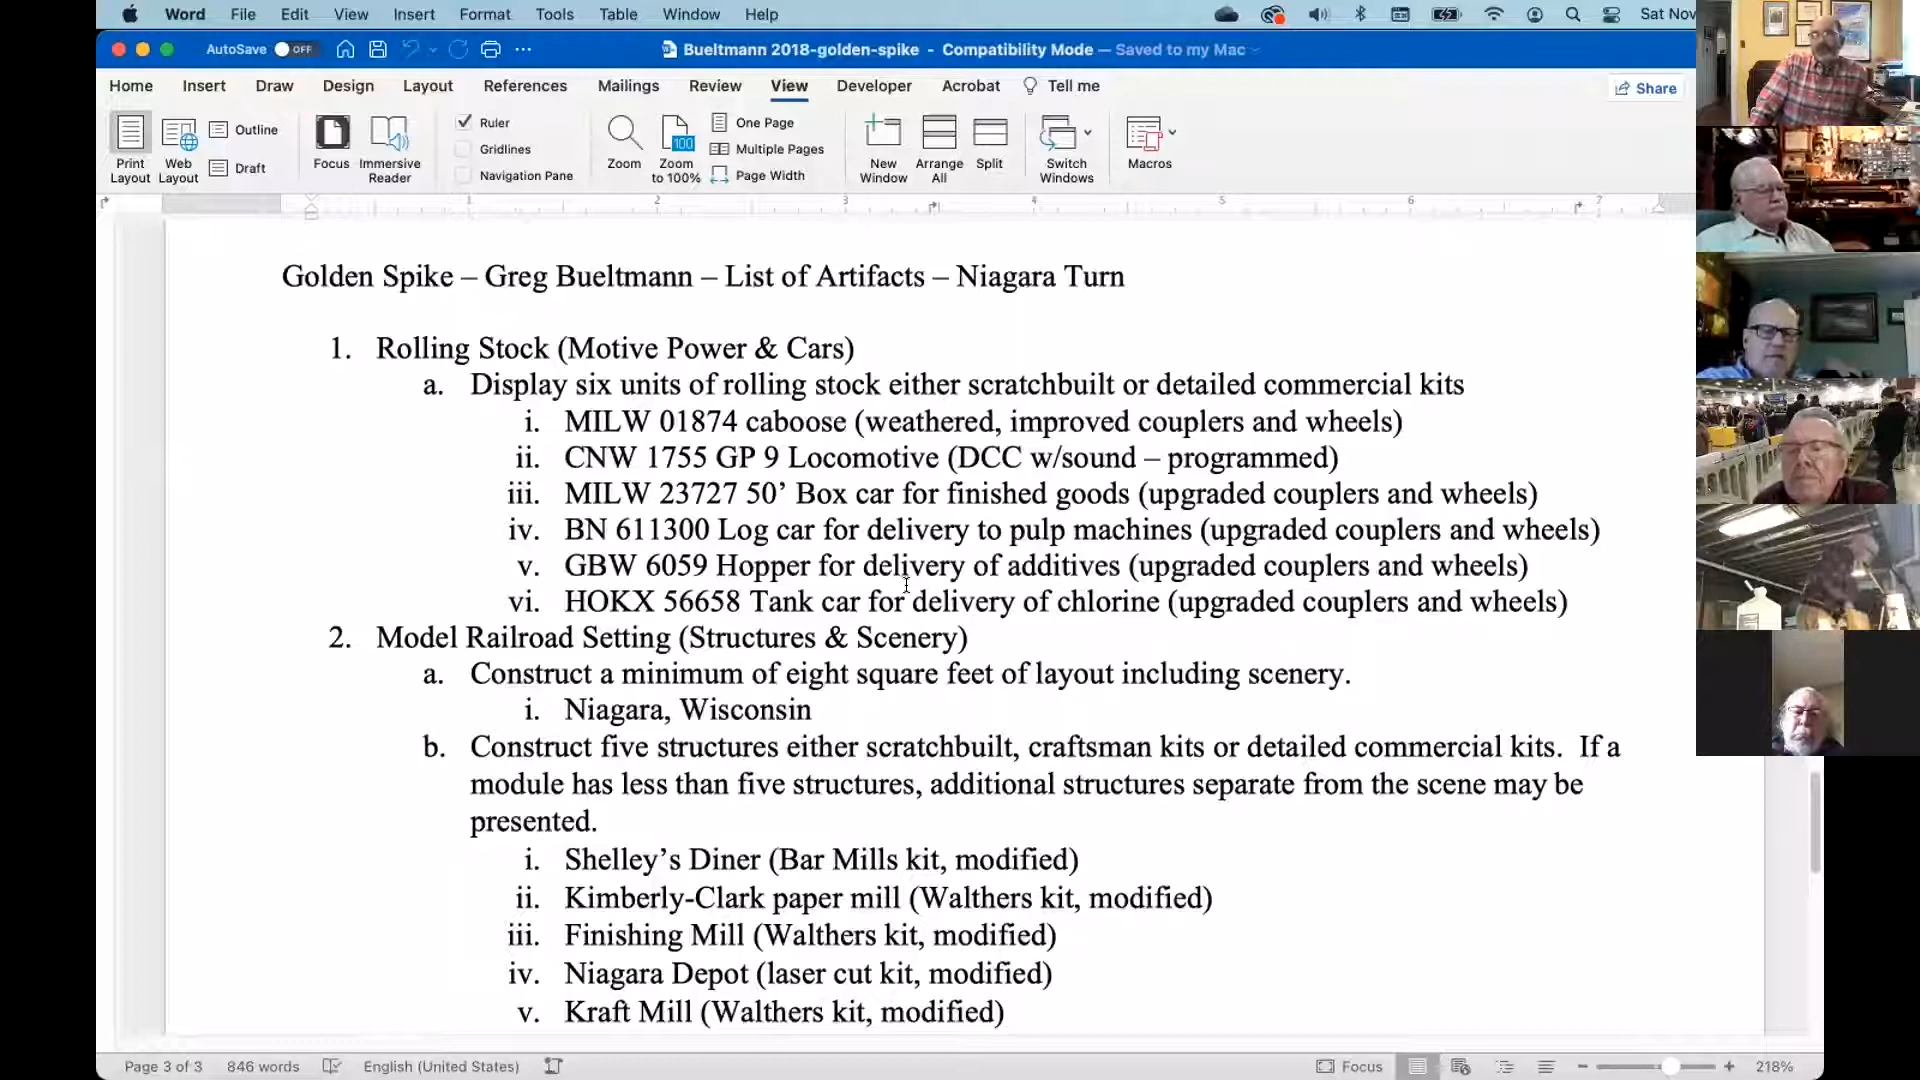 Word File Edit View Insert Format Tools Table Window Help Sat Nov
AutoSave OFF Bueltmann 2018-golden-spike - Compatibility Mode — Saved to my Mac
Home Insert Draw Design Layout References Mailings Review View Developer Acrobat Tell me Share
Print Layout
Web Layout
Outline
Draft
Focus
Immersive Reader
Ruler
Gridlines
Navigation Pane
Zoom
100
Zoom to 100%
One Page
Multiple Pages
Page Width
New Window
Arrange All
Split
Switch Windows
Macros
1 2 3 4 5 6 7
Golden Spike – Greg Bueltmann – List of Artifacts – Niagara Turn
1. Rolling Stock (Motive Power & Cars)
a. Display six units of rolling stock either scratchbuilt or detailed commercial kits
i. MILW 01874 caboose (weathered, improved couplers and wheels)
ii. CNW 1755 GP 9 Locomotive (DCC w/sound – programmed)
iii. MILW 23727 50’ Box car for finished goods (upgraded couplers and wheels)
iv. BN 611300 Log car for delivery to pulp machines (upgraded couplers and wheels)
v. GBW 6059 Hopper for delivery of additives (upgraded couplers and wheels)
vi. HOKX 56658 Tank car for delivery of chlorine (upgraded couplers and wheels)
2. Model Railroad Setting (Structures & Scenery)
a. Construct a minimum of eight square feet of layout including scenery.
i. Niagara, Wisconsin
b. Construct five structures either scratchbuilt, craftsman kits or detailed commercial kits. If a
module has less than five structures, additional structures separate from the scene may be
presented.
i. Shelley’s Diner (Bar Mills kit, modified)
ii. Kimberly-Clark paper mill (Walthers kit, modified)
iii. Finishing Mill (Walthers kit, modified)
iv. Niagara Depot (laser cut kit, modified)
v. Kraft Mill (Walthers kit, modified)
Page 3 of 3 846 words English (United States) Focus 218%